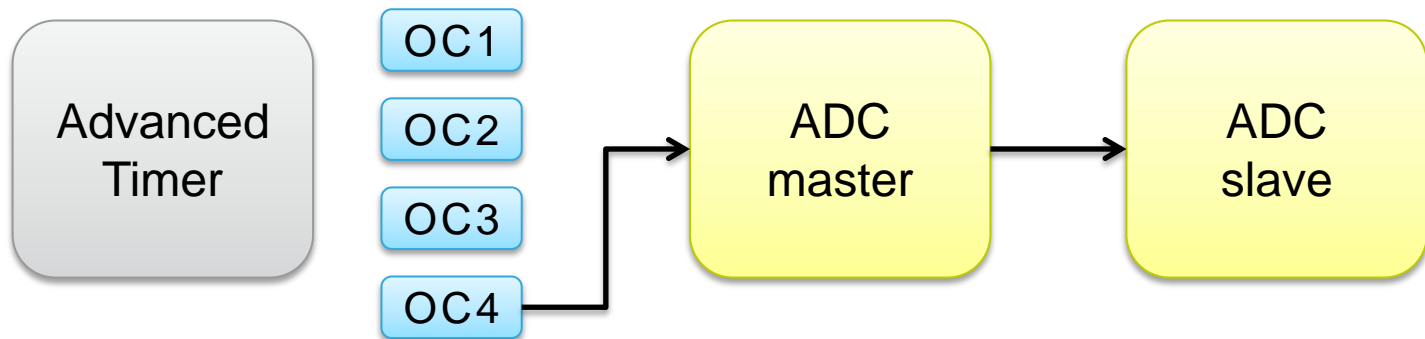 Advanced
Timer
OC1
OC2
OC3
OC4
ADC
master
ADC
slave